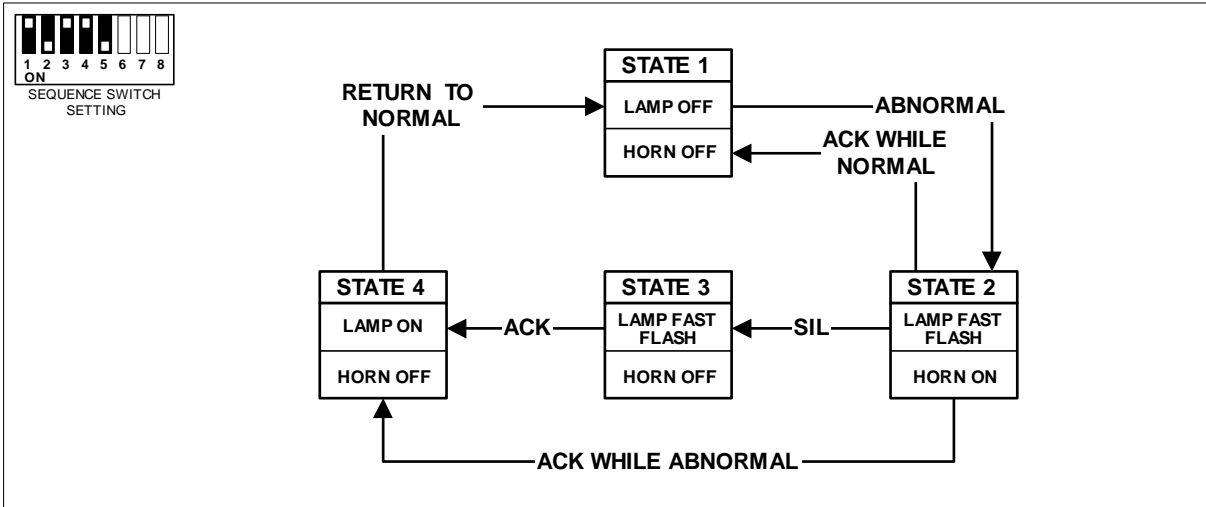 1 2 3 4 5 6 7 8
ON
SEQUENCE SWITCH
SETTING
STATE 1
LAMP OFF
HORN OFF
RETURN TO
NORMAL
ABNORMAL
ACK WHILE
NORMAL
STATE 4
LAMP ON
HORN OFF
ACK
STATE 3
LAMP FAST
FLASH
HORN OFF
SIL
STATE 2
LAMP FAST
FLASH
HORN ON
ACK WHILE ABNORMAL